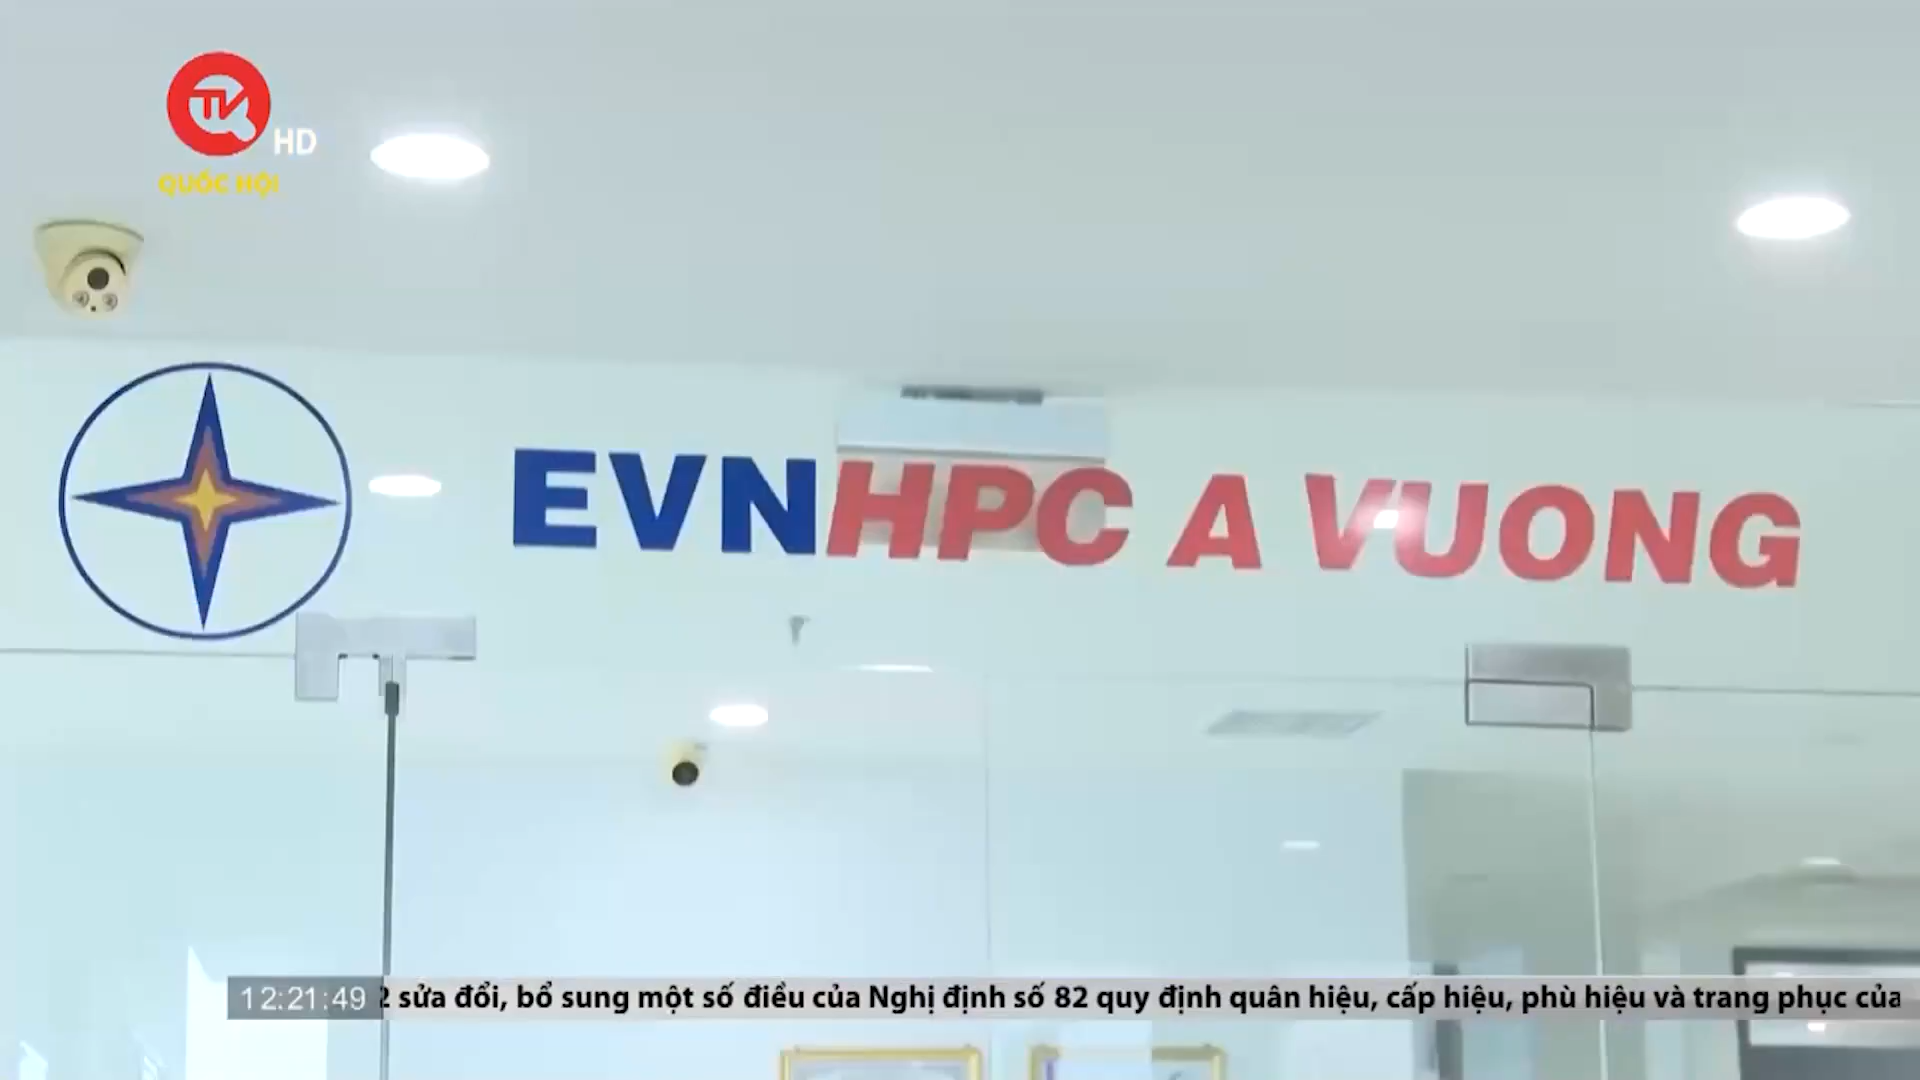 TV HD
QUỐC HỘI
EVNHPC A VUONG
12:21:49 2 sửa đổi, bổ sung một số điều của Nghị định số 82 quy định quân hiệu, cấp hiệu, phù hiệu và trang phục của